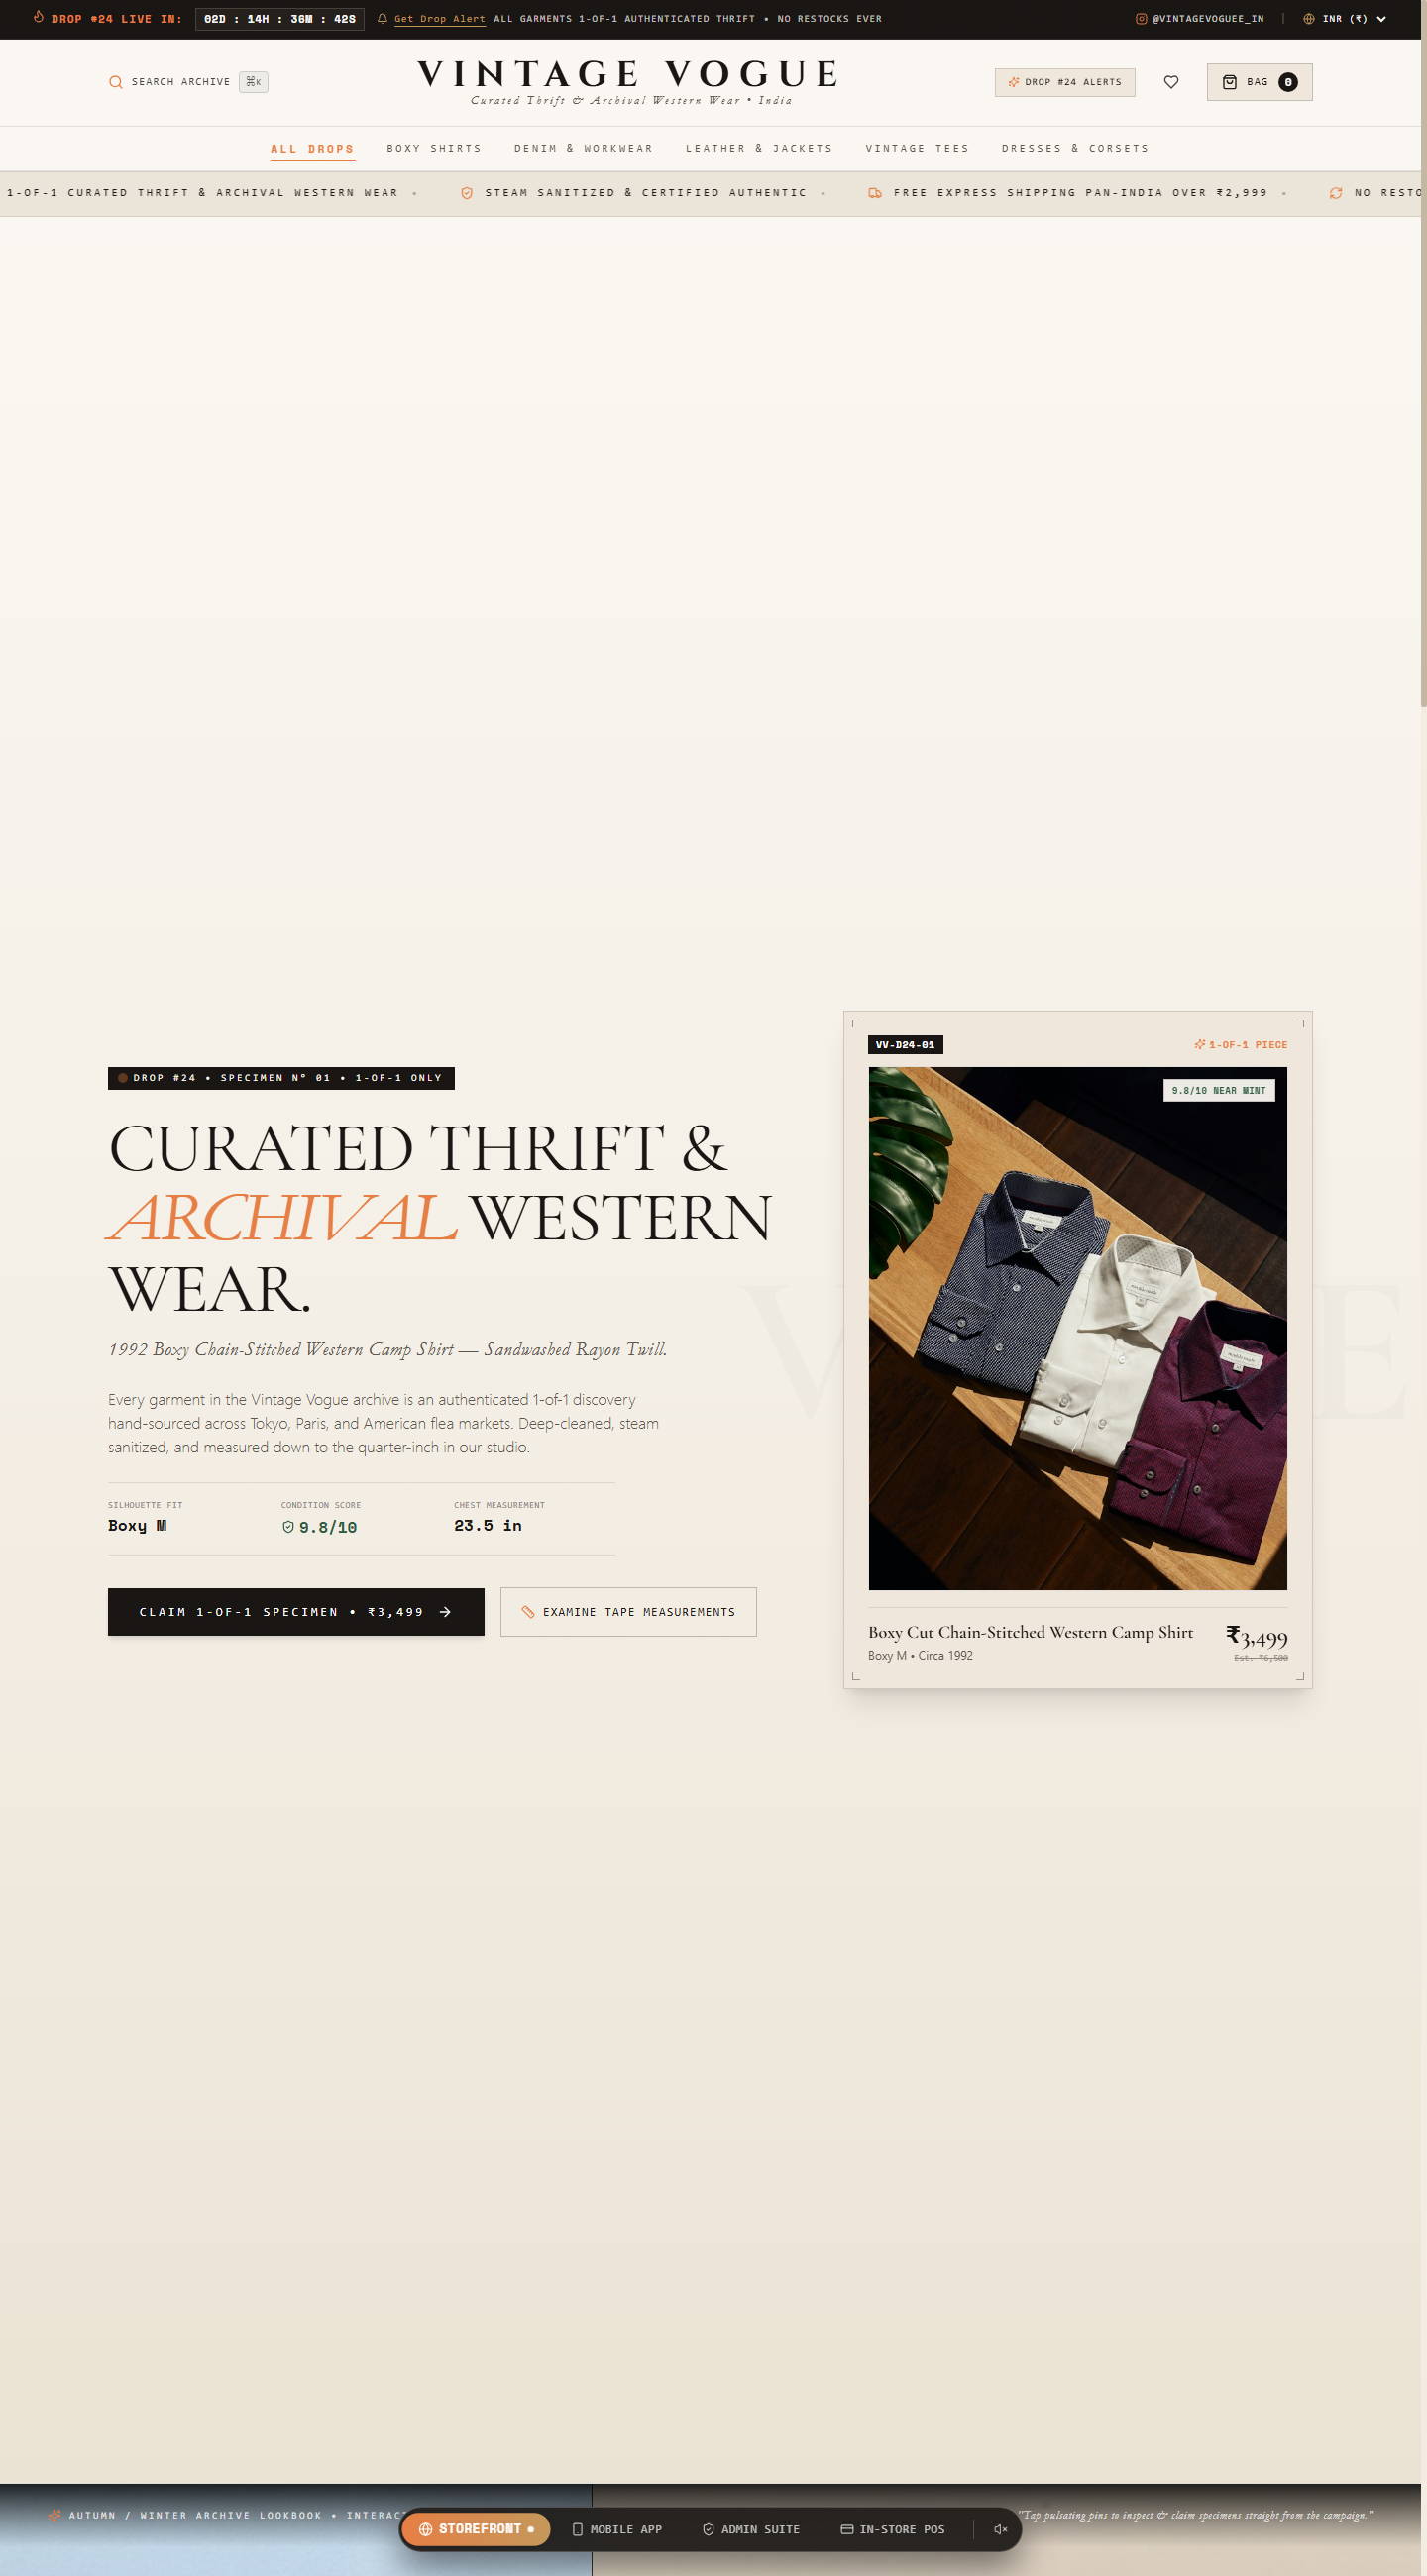 DROP #24 LIVE IN: 02D : 14H : 36M : 42S Get Drop Alert ALL GARMENTS 1-OF-1 AUTHENTICATED THRIFT • NO RESTOCKS EVER @VINTAGEVOGUEE_IN | INR (₹)
SEARCH ARCHIVE ⌘K
VINTAGE VOGUE
Curated Thrift & Archival Western Wear • India
DROP #24 ALERTS
BAG 0
ALL DROPS BOXY SHIRTS DENIM & WORKWEAR LEATHER & JACKETS VINTAGE TEES DRESSES & CORSETS
1-OF-1 CURATED THRIFT & ARCHIVAL WESTERN WEAR • STEAM SANITIZED & CERTIFIED AUTHENTIC • FREE EXPRESS SHIPPING PAN-INDIA OVER ₹2,999 • NO RESTO
DROP #24 • SPECIMEN N° 01 • 1-OF-1 ONLY
CURATED THRIFT &
ARCHIVAL WESTERN
WEAR.
1992 Boxy Chain-Stitched Western Camp Shirt — Sandwashed Rayon Twill.
Every garment in the Vintage Vogue archive is an authenticated 1-of-1 discovery
hand-sourced across Tokyo, Paris, and American flea markets. Deep-cleaned, steam
sanitized, and measured down to the quarter-inch in our studio.
SILHOUETTE FIT CONDITION SCORE CHEST MEASUREMENT
Boxy M 9.8/10 23.5 in
CLAIM 1-OF-1 SPECIMEN • ₹3,499 →
EXAMINE TAPE MEASUREMENTS
VV-D24-01 1-OF-1 PIECE
9.8/10 NEAR MINT
Boxy Cut Chain-Stitched Western Camp Shirt ₹3,499
Boxy M • Circa 1992 Est. ₹6,500
V E
AUTUMN / WINTER ARCHIVE LOOKBOOK • INTERAC
"Tap pulsating pins to inspect & claim specimens straight from the campaign."
STOREFRONT MOBILE APP ADMIN SUITE IN-STORE POS